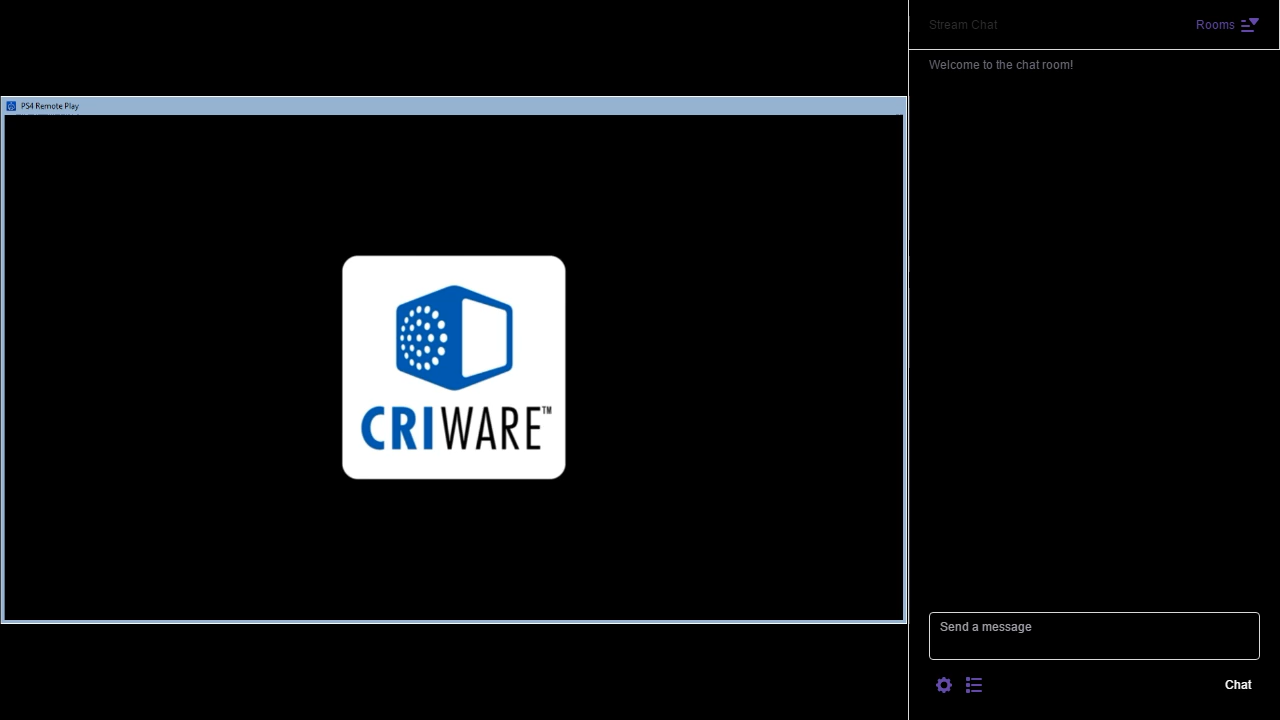 Stream Chat
Rooms
Welcome to the chat room!
PS4 Remote Play
CRIWARE™
Send a message
Chat